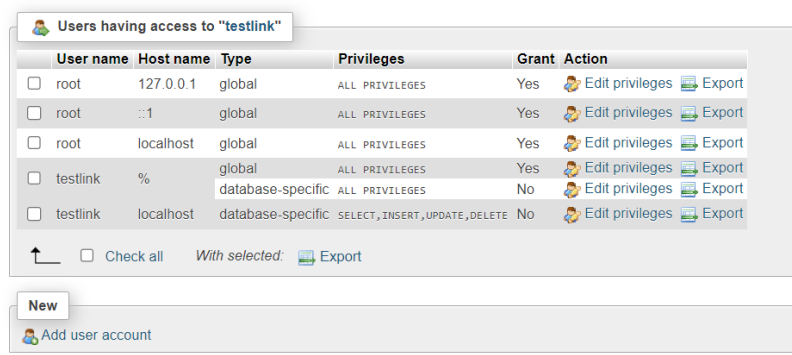 Users having access to "testlink"
User name Host name Type Privileges Grant Action
root 127.0.0.1 global ALL PRIVILEGES Yes Edit privileges Export
root ::1 global ALL PRIVILEGES Yes Edit privileges Export
root localhost global ALL PRIVILEGES Yes Edit privileges Export
testlink % global ALL PRIVILEGES Yes Edit privileges Export
database-specific ALL PRIVILEGES No Edit privileges Export
testlink localhost database-specific SELECT,INSERT,UPDATE,DELETE No Edit privileges Export
Check all With selected: Export
New
Add user account